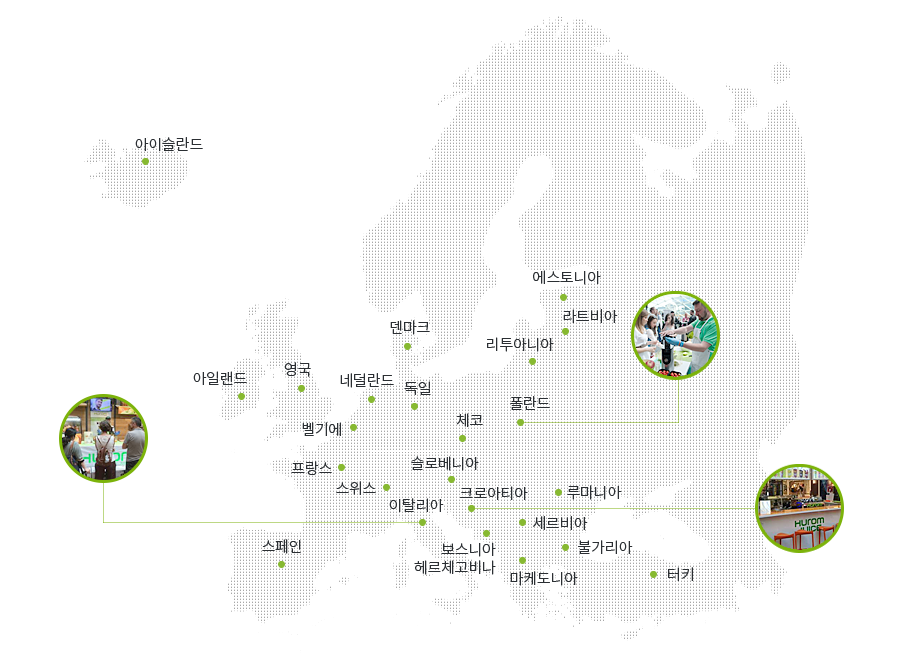 아이슬란드
에스토니아
라트비아
덴마크
리투아니아
영국
아일랜드
네덜란드
독일
폴란드
체코
벨기에
슬로베니아
프랑스
스위스
크로아티아
루마니아
이탈리아
세르비아
스페인
보스니아
헤르체고비나
불가리아
마케도니아
터키
HUROM
HUROM
JUICE